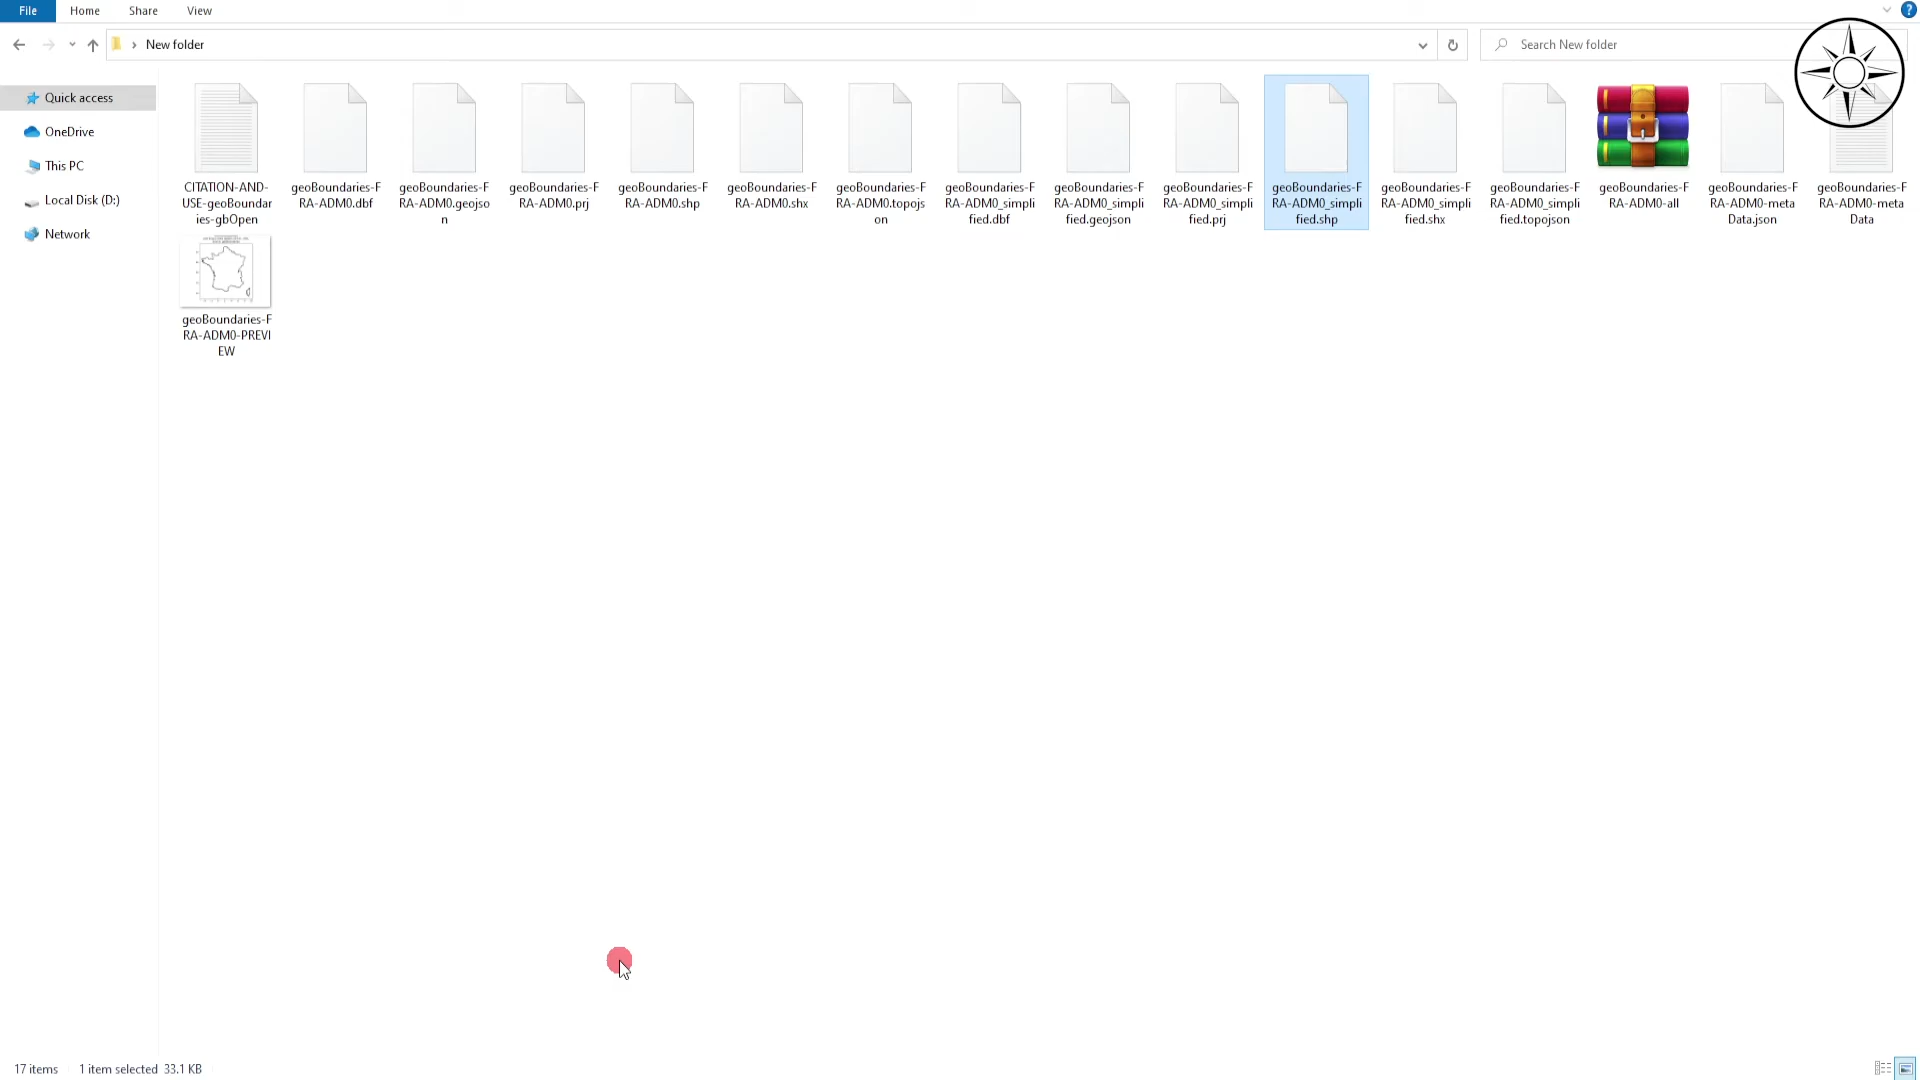 File Home Share View
New folder
Search New folder
Quick access
OneDrive
This PC
Local Disk (D:)
Network
CITATION-AND-
USE-geoBoundar
ies-gbOpen
geoBoundaries-F
RA-ADM0.dbf
geoBoundaries-F
RA-ADM0.geojso
n
geoBoundaries-F
RA-ADM0.prj
geoBoundaries-F
RA-ADM0.shp
geoBoundaries-F
RA-ADM0.shx
geoBoundaries-F
RA-ADM0.topojs
on
geoBoundaries-F
RA-ADM0_simpli
fied.dbf
geoBoundaries-F
RA-ADM0_simpli
fied.geojson
geoBoundaries-F
RA-ADM0_simpli
fied.prj
geoBoundaries-F
RA-ADM0_simpli
fied.shp
geoBoundaries-F
RA-ADM0_simpli
fied.shx
geoBoundaries-F
RA-ADM0_simpli
fied.topojson
geoBoundaries-F
RA-ADM0-all
geoBoundaries-F
RA-ADM0-meta
Data.json
geoBoundaries-F
RA-ADM0-meta
Data
geoBoundaries-F
RA-ADM0-PREVI
EW
17 items 1 item selected 33.1 KB